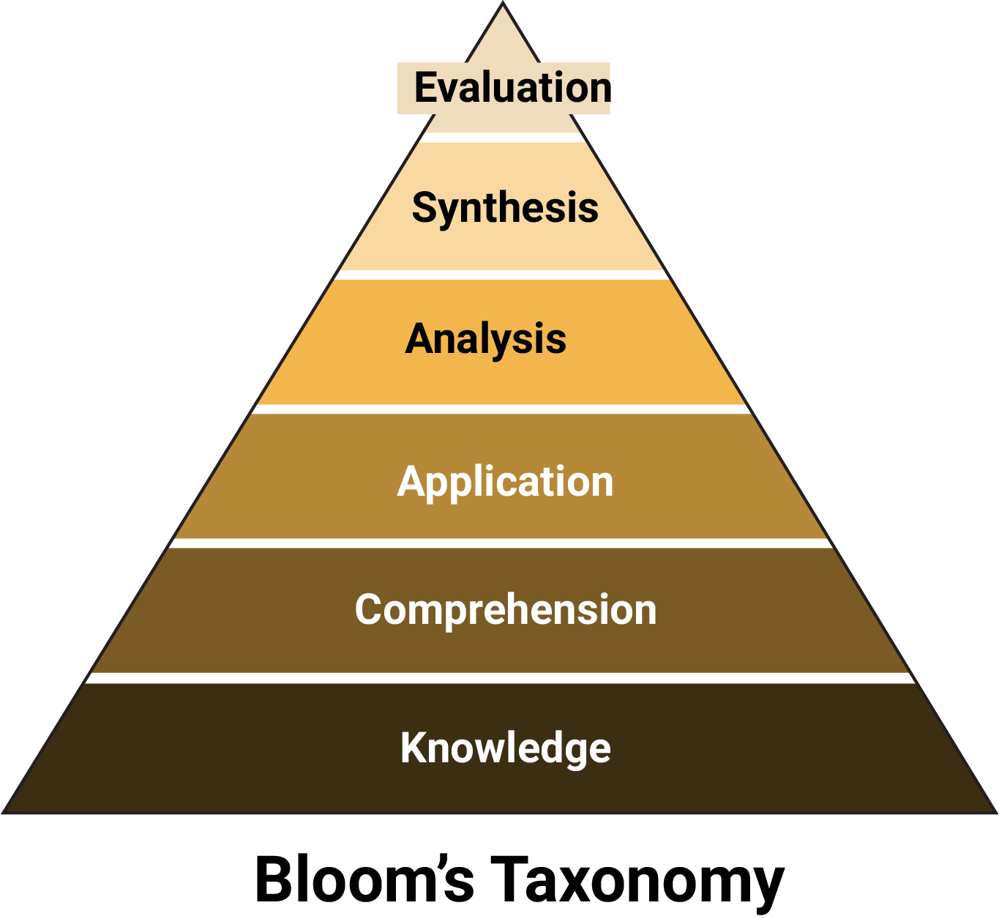 Evaluation
Synthesis
Analysis
Application
Comprehension
Knowledge
Bloom’s Taxonomy